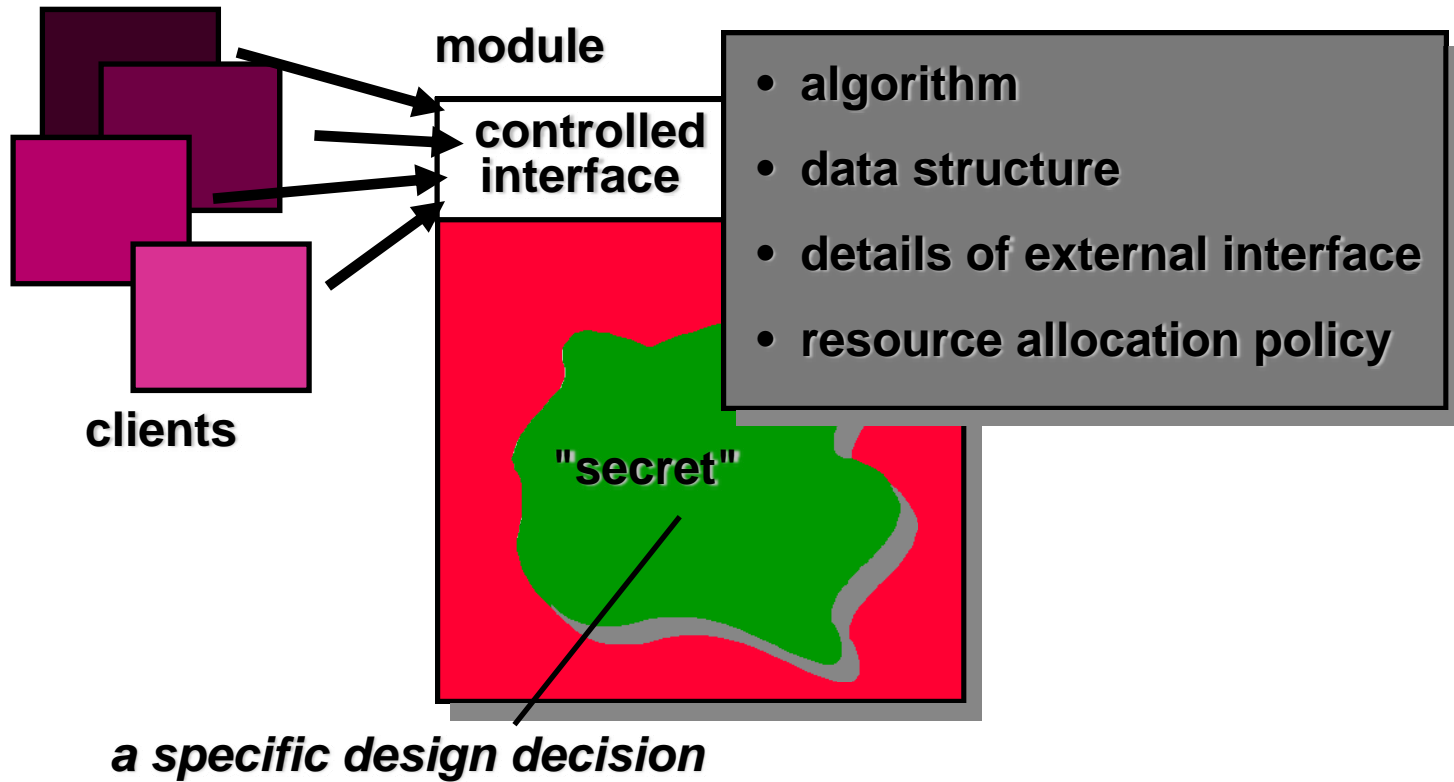 module
controlled
interface
• algorithm
• data structure
• details of external interface
• resource allocation policy
clients
"secret"
a specific design decision